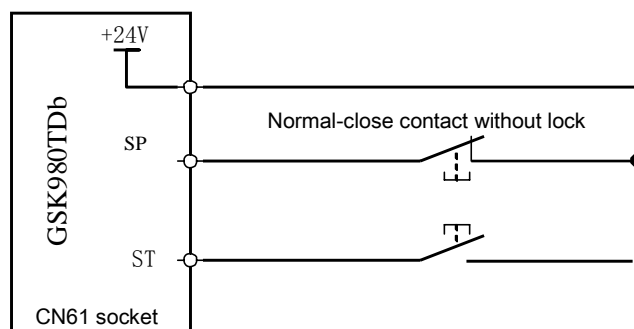 +24V
Normal-close contact without lock
SP
GSK980TDb
ST
CN61 socket